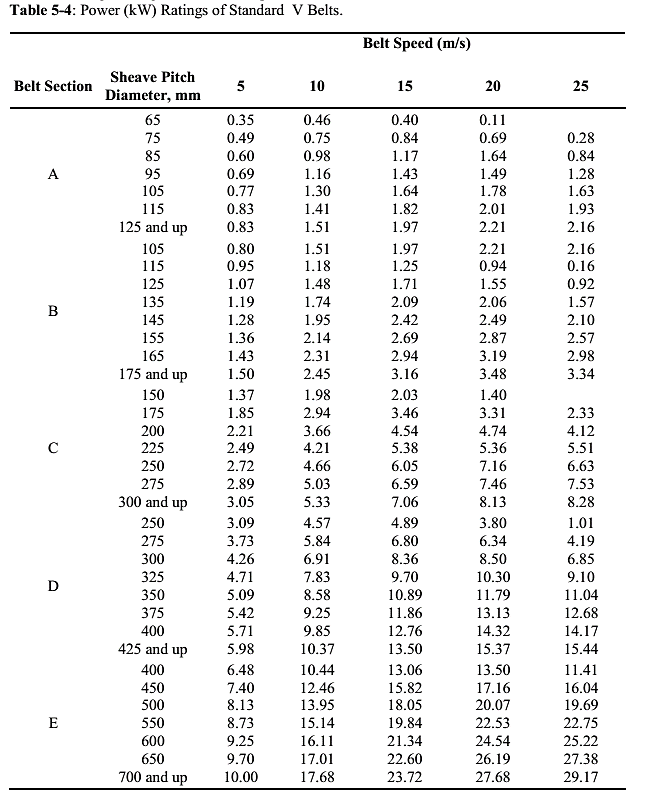 Table 5-4: Power (kW) Ratings of Standard V Belts.
Belt Speed (m/s)
Belt Section Sheave Pitch Diameter, mm 5 10 15 20 25
65 0.35 0.46 0.40 0.11
75 0.49 0.75 0.84 0.69 0.28
85 0.60 0.98 1.17 1.64 0.84
A 95 0.69 1.16 1.43 1.49 1.28
105 0.77 1.30 1.64 1.78 1.63
115 0.83 1.41 1.82 2.01 1.93
125 and up 0.83 1.51 1.97 2.21 2.16
105 0.80 1.51 1.97 2.21 2.16
115 0.95 1.18 1.25 0.94 0.16
125 1.07 1.48 1.71 1.55 0.92
B 135 1.19 1.74 2.09 2.06 1.57
145 1.28 1.95 2.42 2.49 2.10
155 1.36 2.14 2.69 2.87 2.57
165 1.43 2.31 2.94 3.19 2.98
175 and up 1.50 2.45 3.16 3.48 3.34
150 1.37 1.98 2.03 1.40
175 1.85 2.94 3.46 3.31 2.33
200 2.21 3.66 4.54 4.74 4.12
C 225 2.49 4.21 5.38 5.36 5.51
250 2.72 4.66 6.05 7.16 6.63
275 2.89 5.03 6.59 7.46 7.53
300 and up 3.05 5.33 7.06 8.13 8.28
250 3.09 4.57 4.89 3.80 1.01
275 3.73 5.84 6.80 6.34 4.19
300 4.26 6.91 8.36 8.50 6.85
D 325 4.71 7.83 9.70 10.30 9.10
350 5.09 8.58 10.89 11.79 11.04
375 5.42 9.25 11.86 13.13 12.68
400 5.71 9.85 12.76 14.32 14.17
425 and up 5.98 10.37 13.50 15.37 15.44
400 6.48 10.44 13.06 13.50 11.41
450 7.40 12.46 15.82 17.16 16.04
500 8.13 13.95 18.05 20.07 19.69
E 550 8.73 15.14 19.84 22.53 22.75
600 9.25 16.11 21.34 24.54 25.22
650 9.70 17.01 22.60 26.19 27.38
700 and up 10.00 17.68 23.72 27.68 29.17